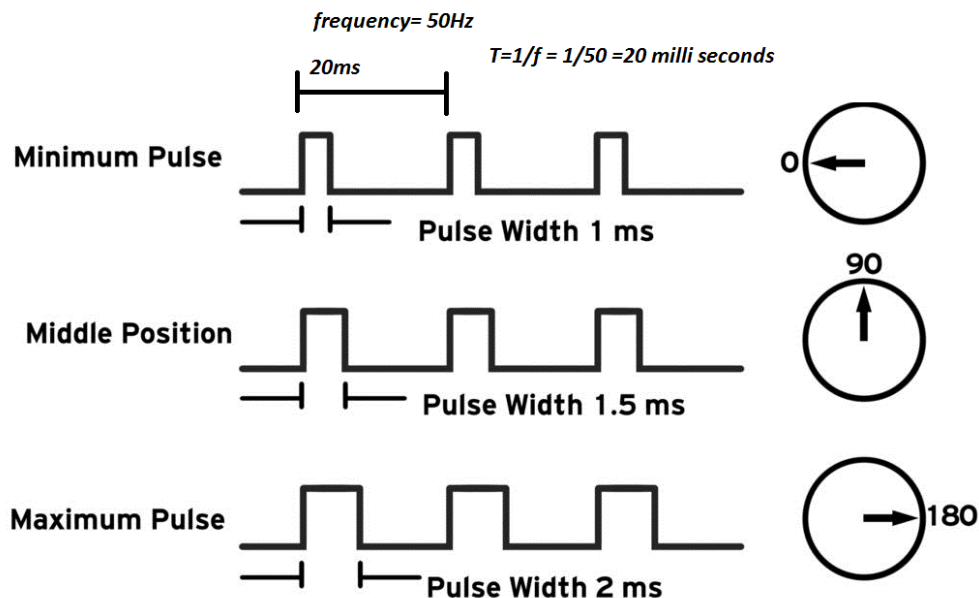 frequency= 50Hz
T=1/f = 1/50 =20 milli seconds
20ms
Minimum Pulse
0
Pulse Width 1 ms
90
Middle Position
Pulse Width 1.5 ms
Maximum Pulse
180
Pulse Width 2 ms